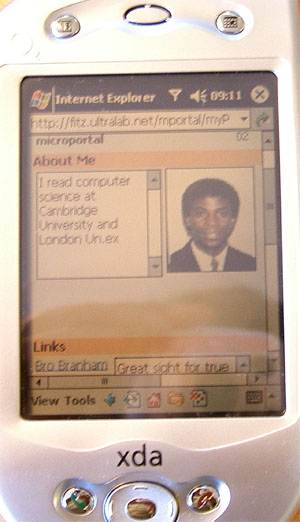 Internet Explorer 09:11
http://fitz.ultralab.net/mportal/myP
microportal 02
About Me
I read computer
science at
Cambridge
University and
London Un.ex
Links
Bro Branham Great sight for true
View Tools
xda